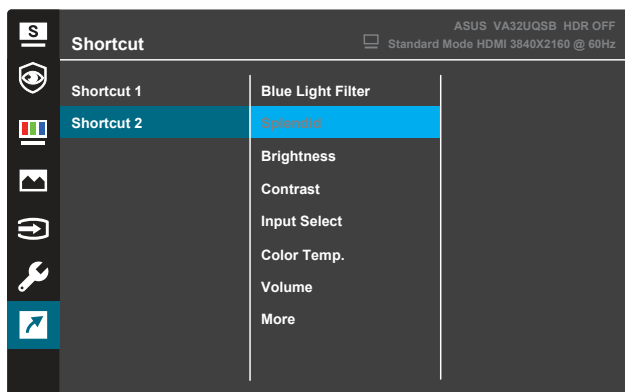 S
ASUS VA32UQSB HDR OFF
Shortcut
Standard Mode HDMI 3840X2160 @ 60Hz
Shortcut 1
Blue Light Filter
Shortcut 2
Splendid
Brightness
Contrast
Input Select
Color Temp.
Volume
More